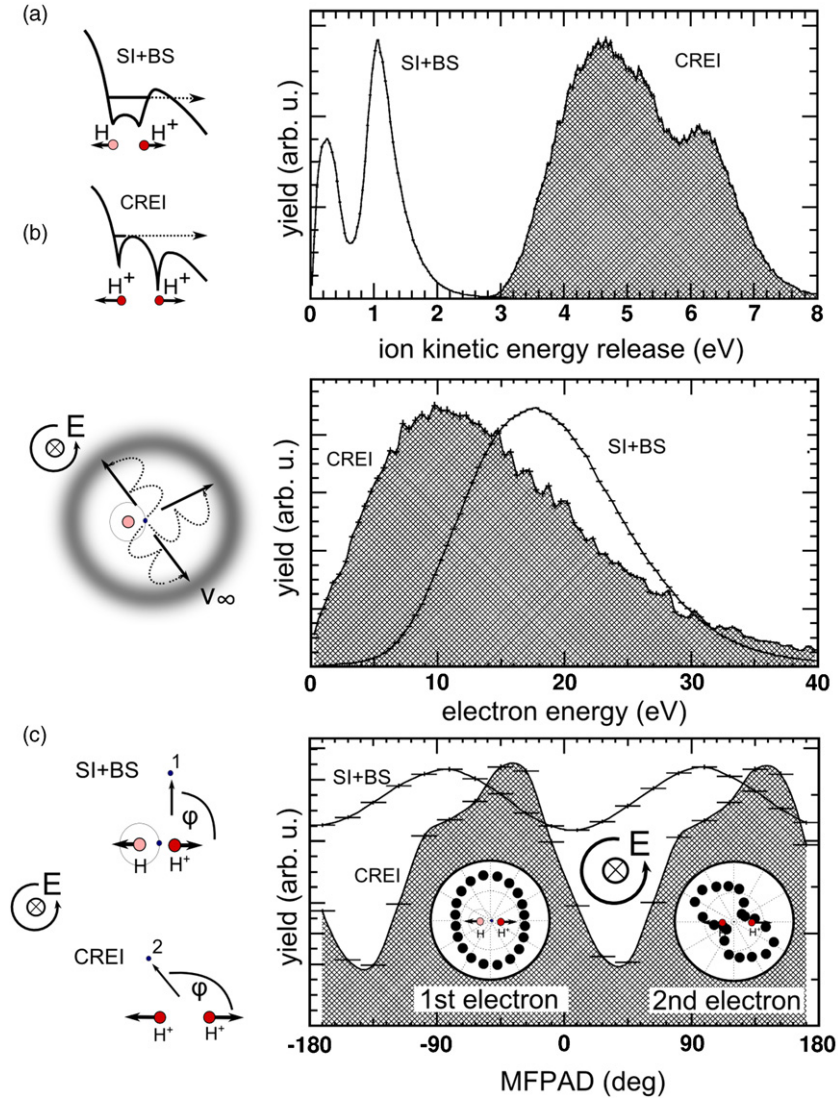 (a)
SI+BS
H H⁺
CREI
(b)
H⁺ H⁺
SI+BS
CREI
yield (arb. u.)
0 1 2 3 4 5 6 7 8
ion kinetic energy release (eV)
E
v∞
CREI
SI+BS
yield (arb. u.)
0 10 20 30 40
electron energy (eV)
(c)
SI+BS
1
φ
H H⁺
E
CREI
2
φ
H⁺ H⁺
SI+BS
CREI
E
H H⁺
H⁺ H⁺
1st electron
2nd electron
yield (arb. u.)
-180 -90 0 90 180
MFPAD (deg)